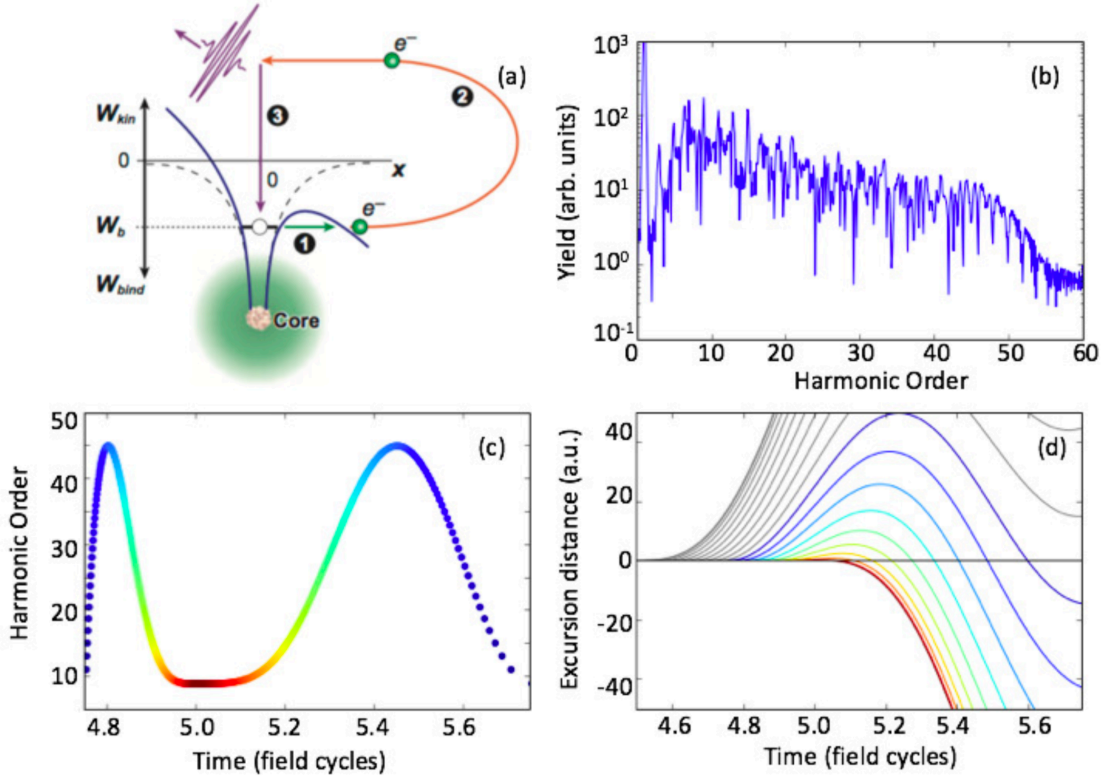 (a)
e⁻
❷
❸
W_kin
0
x
0
W_b
e⁻
❶
W_bind
Core
(b)
Yield (arb. units)
10³
10²
10¹
10⁰
10⁻¹
0 10 20 30 40 50 60
Harmonic Order
(c)
Harmonic Order
50
40
30
20
10
4.8 5.0 5.2 5.4 5.6
Time (field cycles)
(d)
Excursion distance (a.u.)
40
20
0
-20
-40
4.6 4.8 5.0 5.2 5.4 5.6
Time (field cycles)